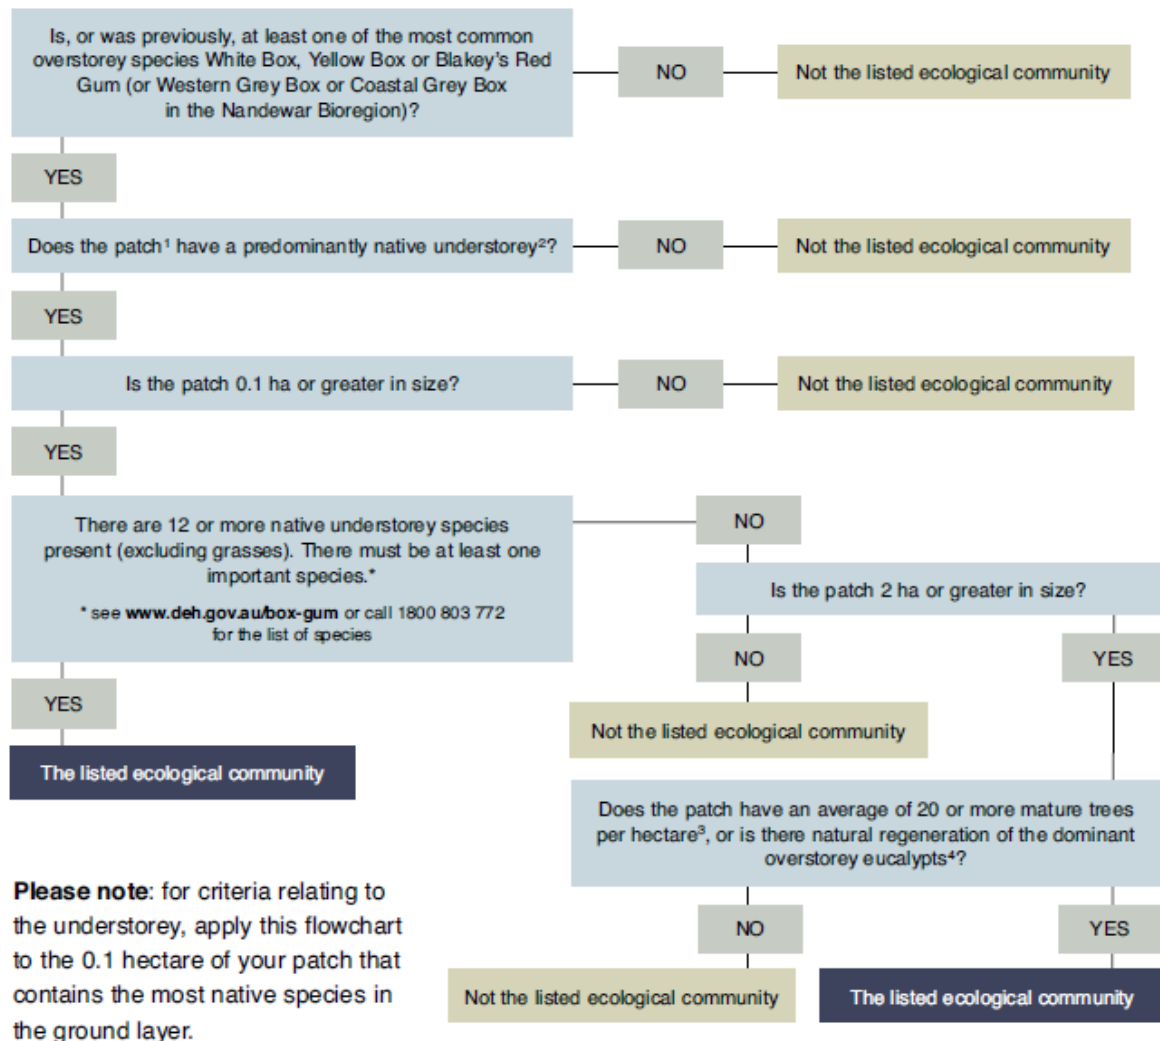 Is, or was previously, at least one of the most common
overstorey species White Box, Yellow Box or Blakey's Red
Gum (or Western Grey Box or Coastal Grey Box
in the Nandewar Bioregion)?
NO
Not the listed ecological community
YES
Does the patch¹ have a predominantly native understorey²?
NO
Not the listed ecological community
YES
Is the patch 0.1 ha or greater in size?
NO
Not the listed ecological community
YES
There are 12 or more native understorey species
present (excluding grasses). There must be at least one
important species.*
* see www.deh.gov.au/box-gum or call 1800 803 772
for the list of species
NO
Is the patch 2 ha or greater in size?
NO
YES
YES
Not the listed ecological community
The listed ecological community
Does the patch have an average of 20 or more mature trees
per hectare³, or is there natural regeneration of the dominant
overstorey eucalypts⁴?
NO
YES
Not the listed ecological community
The listed ecological community
Please note: for criteria relating to
the understorey, apply this flowchart
to the 0.1 hectare of your patch that
contains the most native species in
the ground layer.